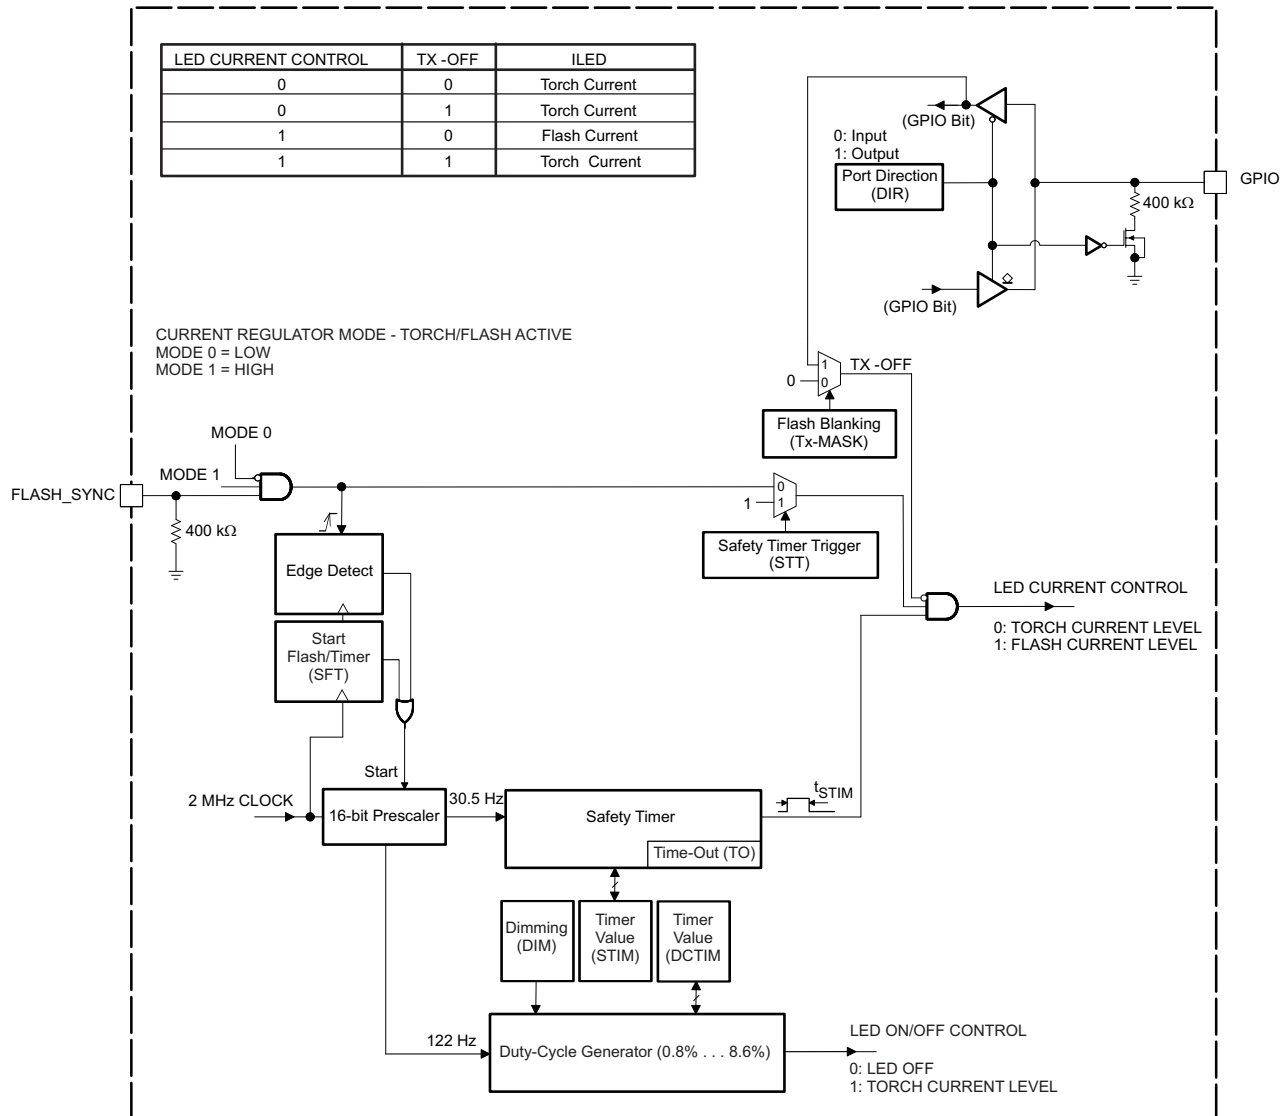 LED CURRENT CONTROL TX -OFF ILED
0 0 Torch Current
0 1 Torch Current
1 0 Flash Current
1 1 Torch Current
(GPIO Bit)
0: Input
1: Output
Port Direction
(DIR)
GPIO
400 kΩ
(GPIO Bit)
CURRENT REGULATOR MODE - TORCH/FLASH ACTIVE
MODE 0 = LOW
MODE 1 = HIGH
1
0
0
TX -OFF
Flash Blanking
(Tx-MASK)
MODE 0
MODE 1
FLASH_SYNC
400 kΩ
0
1
1
Safety Timer Trigger
(STT)
Edge Detect
Start
Flash/Timer
(SFT)
LED CURRENT CONTROL
0: TORCH CURRENT LEVEL
1: FLASH CURRENT LEVEL
Start
2 MHz CLOCK
16-bit Prescaler
30.5 Hz
Safety Timer
Time-Out (TO)
tSTIM
Dimming
(DIM)
Timer
Value
(STIM)
Timer
Value
(DCTIM
122 Hz
Duty-Cycle Generator (0.8% . . . 8.6%)
LED ON/OFF CONTROL
0: LED OFF
1: TORCH CURRENT LEVEL